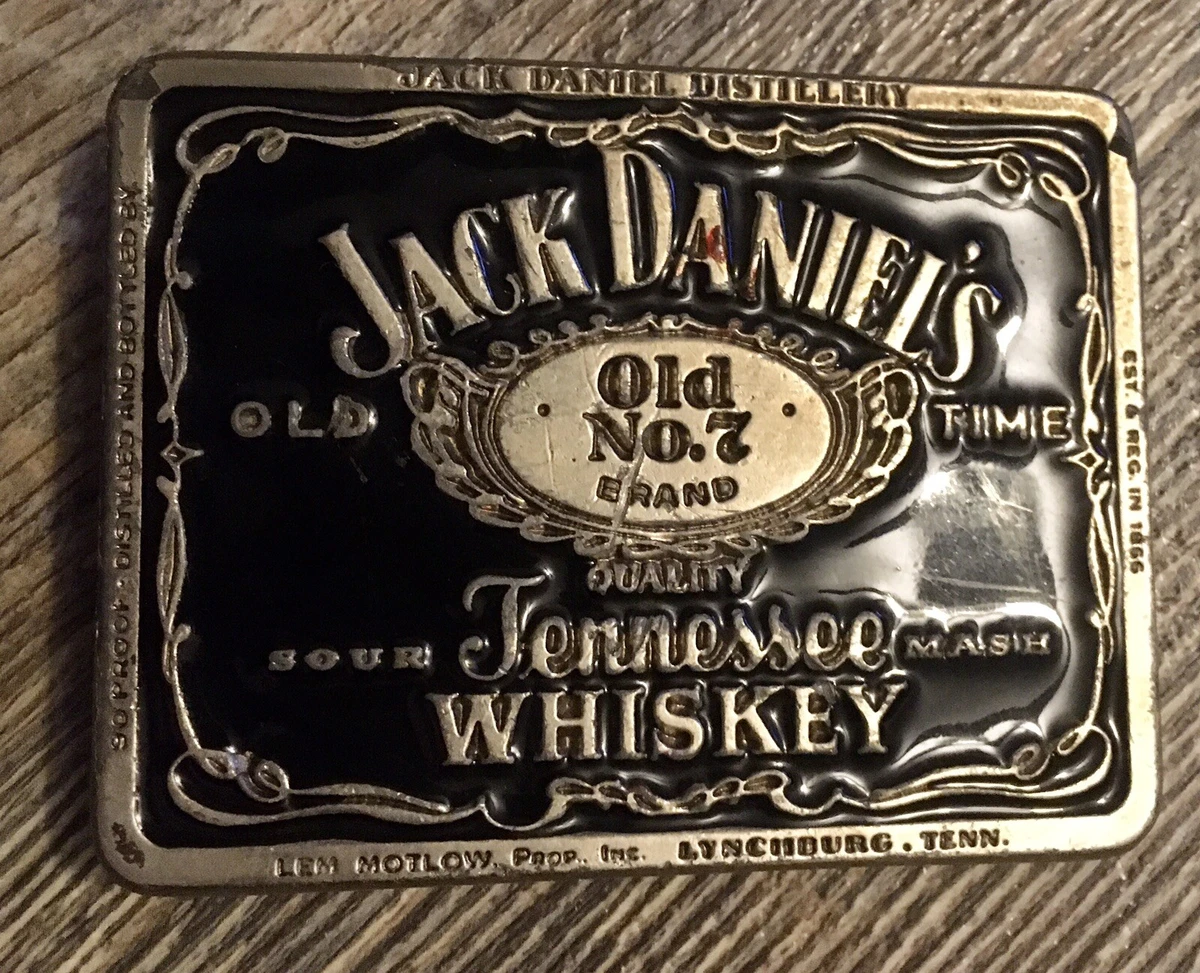 JACK DANIEL DISTILLERY
JACK DANIEL'S
Old
No.7
BRAND
OLD TIME
QUALITY
SOUR Tennessee MASH
WHISKEY
LEM MOTLOW, PROP., INC. LYNCHBURG, TENN.
90 PROOF · DISTILLED AND BOTTLED BY
EST. & REG. IN 1866